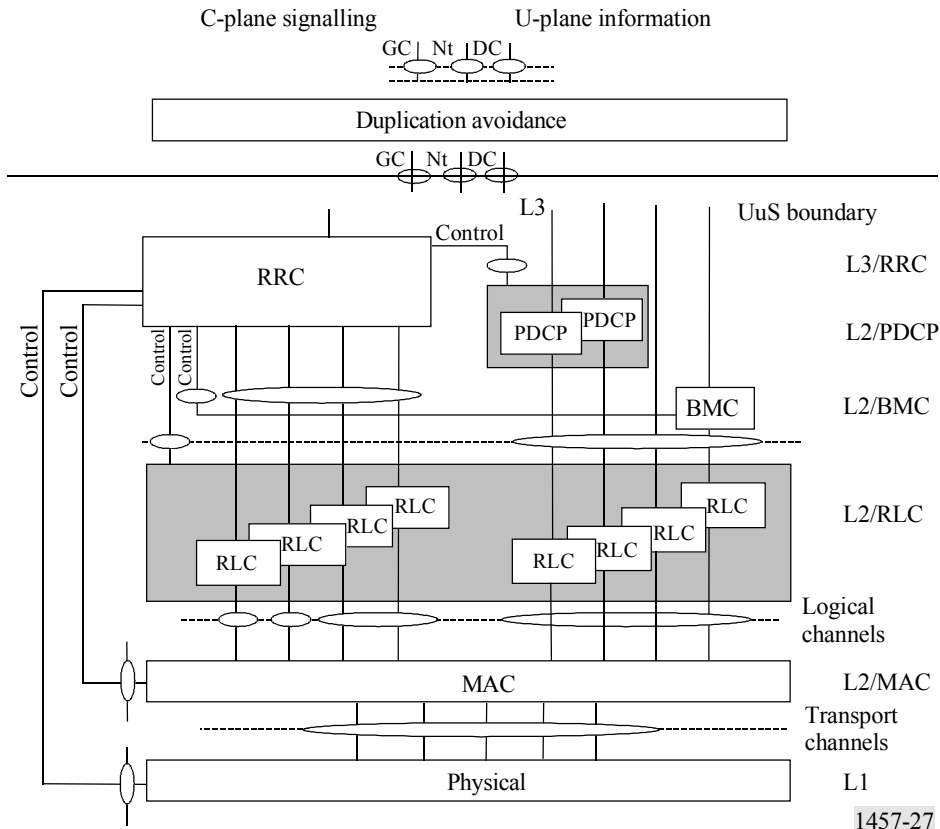 C-plane signalling
U-plane information
GC Nt DC
Duplication avoidance
GC Nt DC
L3
UuS boundary
Control
RRC
L3/RRC
PDCP
PDCP
L2/PDCP
Control
Control
Control
Control
BMC
L2/BMC
RLC
RLC
RLC
RLC
RLC
RLC
RLC
RLC
L2/RLC
Logical
channels
MAC
L2/MAC
Transport
channels
Physical
L1
1457-27